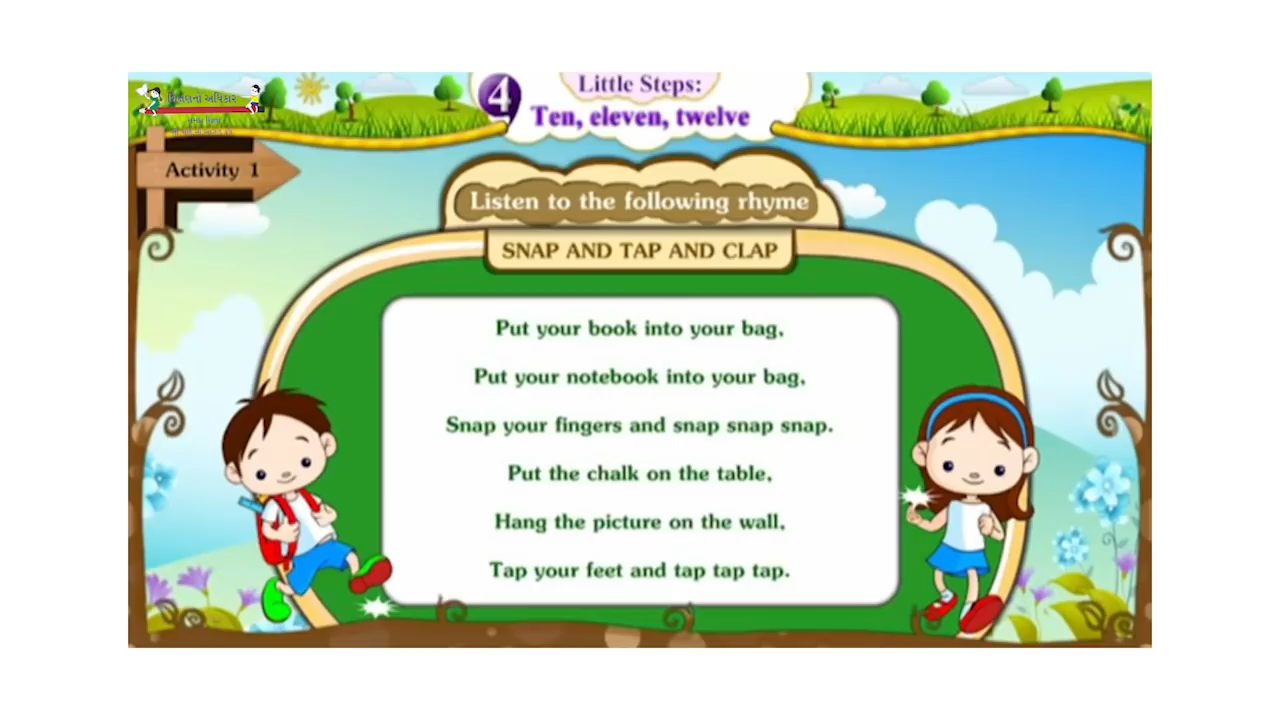 4
Little Steps:
Ten, eleven, twelve
Activity 1
Listen to the following rhyme
SNAP AND TAP AND CLAP
Put your book into your bag,
Put your notebook into your bag,
Snap your fingers and snap snap snap.
Put the chalk on the table,
Hang the picture on the wall,
Tap your feet and tap tap tap.